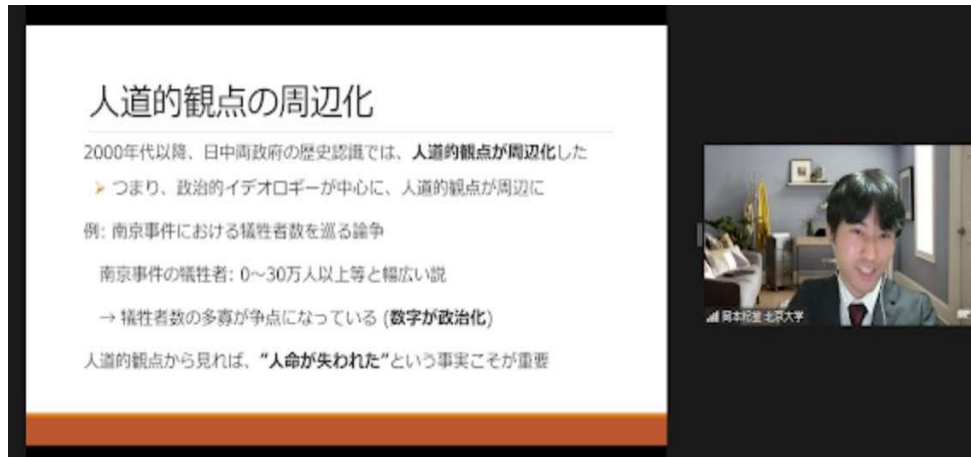 人道的観点の周辺化
2000年代以降、日中両政府の歴史認識では、人道的観点が周辺化した
➤ つまり、政治的イデオロギーが中心に、人道的観点が周辺に
例: 南京事件における犠牲者数を巡る論争
南京事件の犠牲者: 0～30万人以上等と幅広い説
→ 犠牲者数の多寡が争点になっている (数字が政治化)
人道的観点から見れば、“人命が失われた”という事実こそが重要
北京大学